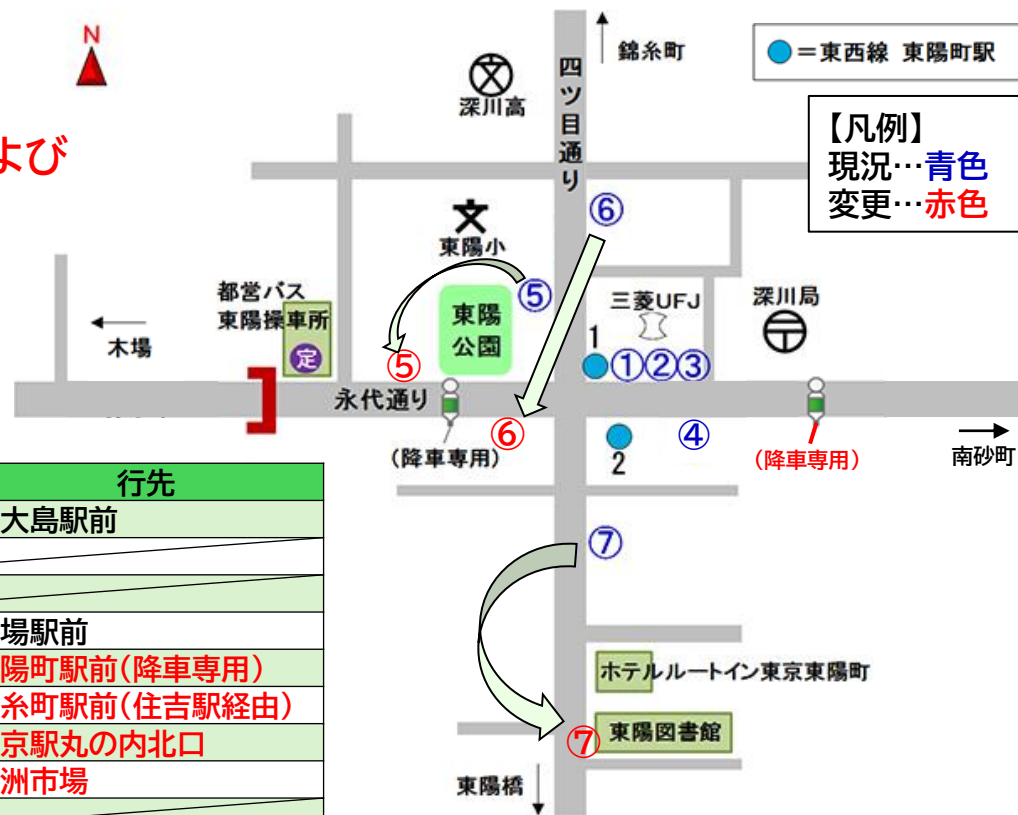 N
よび
錦糸町
●＝東西線 東陽町駅
【凡例】
現況…青色
変更…赤色
深川高
四ツ目通り
⑥
東陽小
⑤
都営バス
東陽操車所
定
木場
東陽
公園
⑤
三菱UFJ
1
①②③
深川局
永代通り
⑥
(降車専用)
2
④
(降車専用)
南砂町
行先
大島駅前
場駅前
陽町駅前(降車専用)
糸町駅前(住吉駅経由)
京駅丸の内北口
洲市場
⑦
ホテルルートイン東京東陽町
⑦
東陽図書館
東陽橋